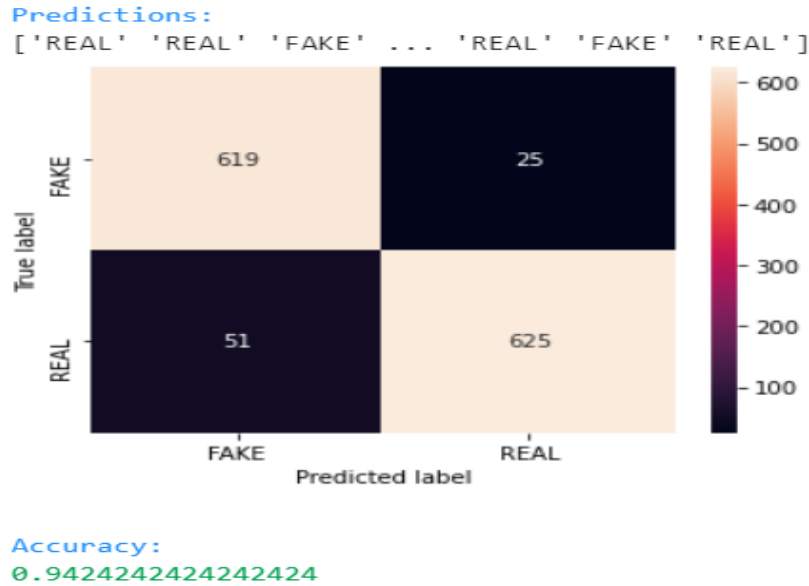 Predictions:
['REAL' 'REAL' 'FAKE' ... 'REAL' 'FAKE' 'REAL']
600
500
400
300
200
100
True label
FAKE
619 25
REAL
51 625
FAKE REAL
Predicted label
Accuracy:
0.9424242424242424